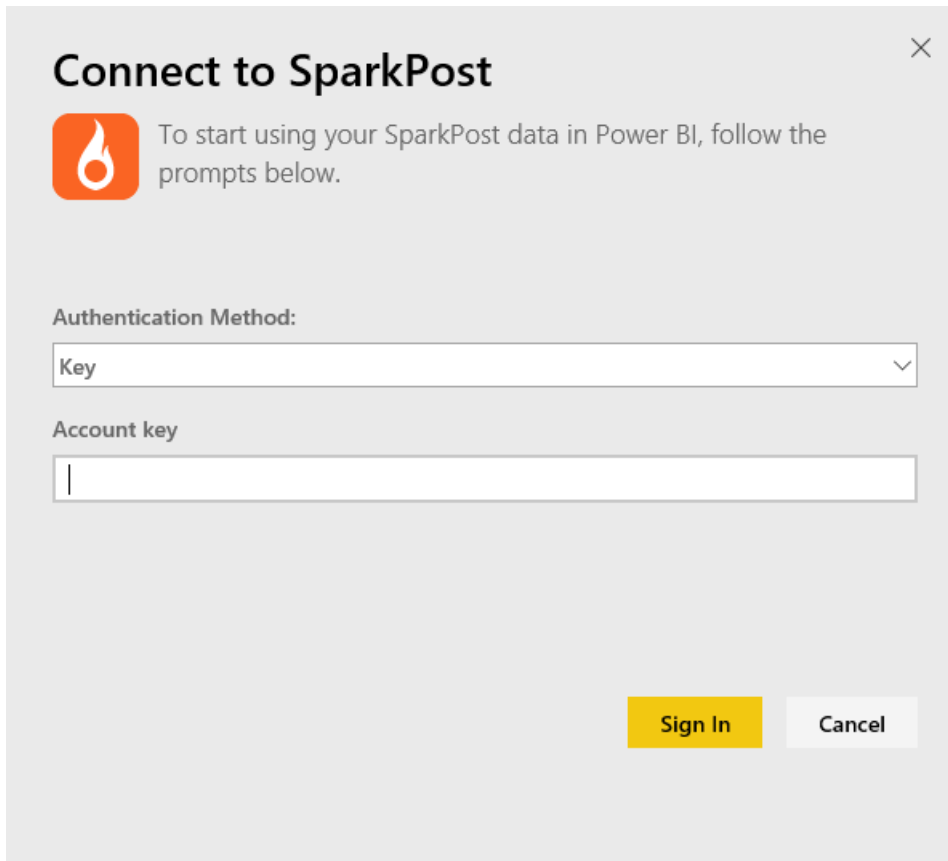 Connect to SparkPost
To start using your SparkPost data in Power BI, follow the
prompts below.
Authentication Method:
Key
Account key
Sign In
Cancel